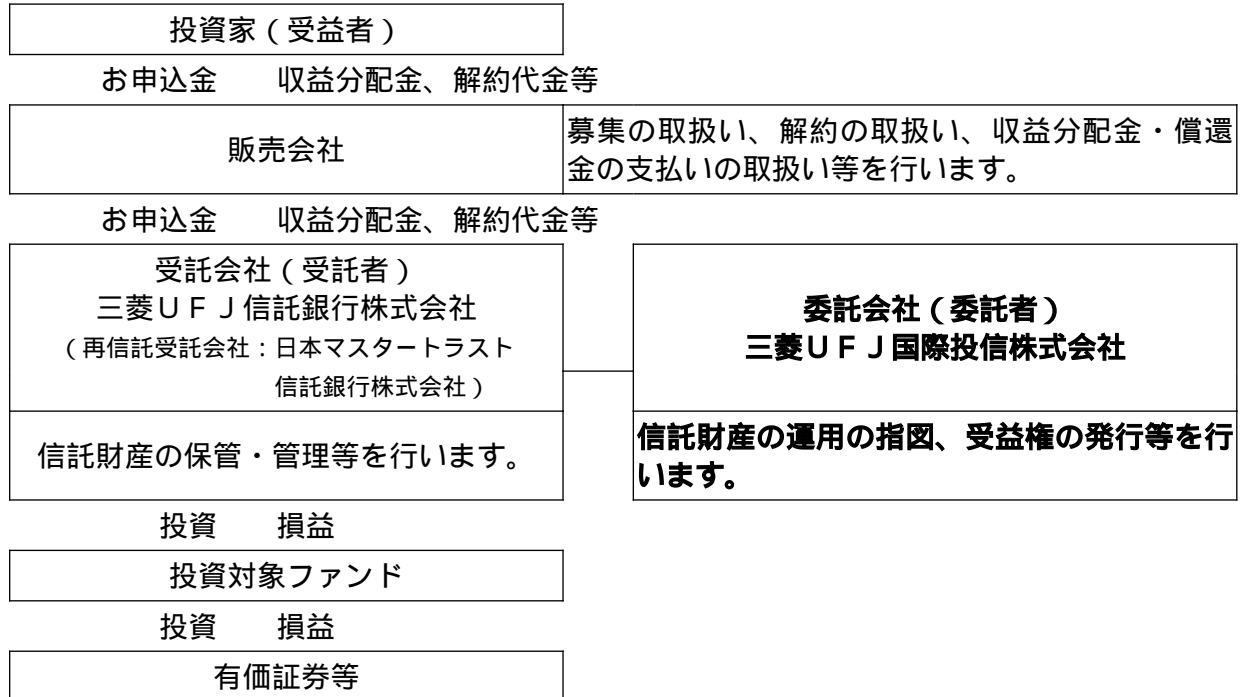 投資家（受益者）
お申込金　　収益分配金、解約代金等
販売会社
募集の取扱い、解約の取扱い、収益分配金・償還
金の支払いの取扱い等を行います。
お申込金　　収益分配金、解約代金等
受託会社（受託者）
三菱ＵＦＪ信託銀行株式会社
（再信託受託会社：日本マスタートラスト
信託銀行株式会社）
信託財産の保管・管理等を行います。
委託会社（委託者）
三菱ＵＦＪ国際投信株式会社
信託財産の運用の指図、受益権の発行等を行
います。
投資　　損益
投資対象ファンド
投資　　損益
有価証券等